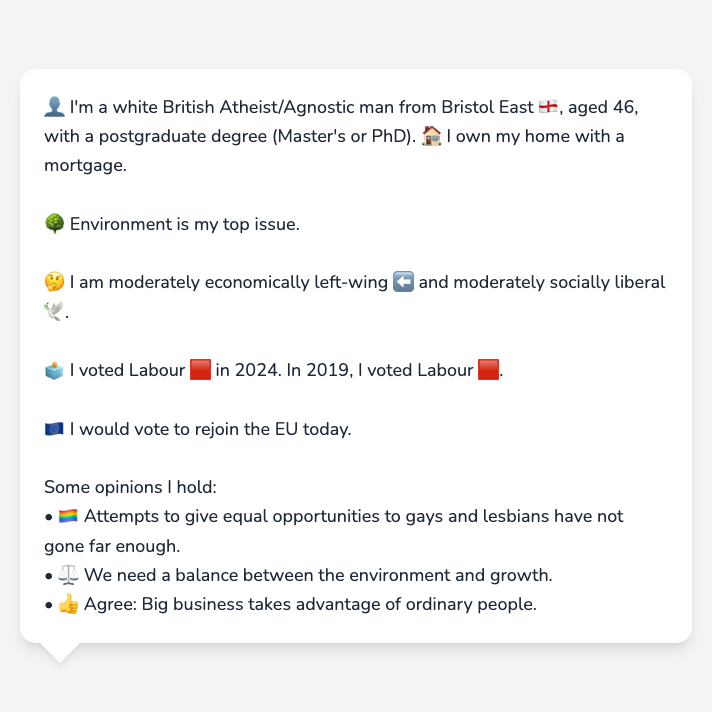 👤 I'm a white British Atheist/Agnostic man from Bristol East 🏴󠁧󠁢󠁥󠁮󠁧󠁿, aged 46,
with a postgraduate degree (Master's or PhD). 🏠 I own my home with a
mortgage.
🌳 Environment is my top issue.
🤔 I am moderately economically left-wing ⬅️ and moderately socially liberal
🕊️.
🗳️ I voted Labour 🟥 in 2024. In 2019, I voted Labour 🟥.
🇪🇺 I would vote to rejoin the EU today.
Some opinions I hold:
• 🏳️‍🌈 Attempts to give equal opportunities to gays and lesbians have not
gone far enough.
• ⚖️ We need a balance between the environment and growth.
• 👍 Agree: Big business takes advantage of ordinary people.